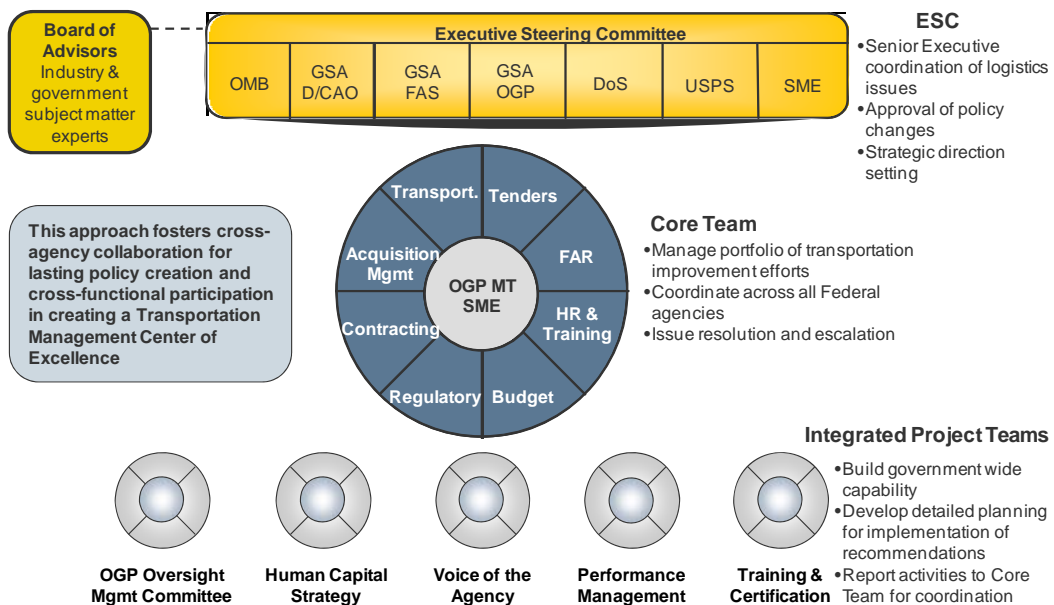 Board of
Advisors
Industry &
government
subject matter
experts
Executive Steering Committee
OMB
GSA
D/CAO
GSA
FAS
GSA
OGP
DoS
USPS
SME
ESC
•Senior Executive
coordination of logistics
issues
•Approval of policy
changes
•Strategic direction
setting
This approach fosters cross-
agency collaboration for
lasting policy creation and
cross-functional participation
in creating a Transportation
Management Center of
Excellence
Transport.
Tenders
Acquisition
Mgmt
FAR
OGP MT
SME
Contracting
HR &
Training
Regulatory
Budget
Core Team
•Manage portfolio of transportation
improvement efforts
•Coordinate across all Federal
agencies
•Issue resolution and escalation
Integrated Project Teams
•Build government wide
capability
•Develop detailed planning
for implementation of
recommendations
•Report activities to Core
Team for coordination
OGP Oversight
Mgmt Committee
Human Capital
Strategy
Voice of the
Agency
Performance
Management
Training &
Certification